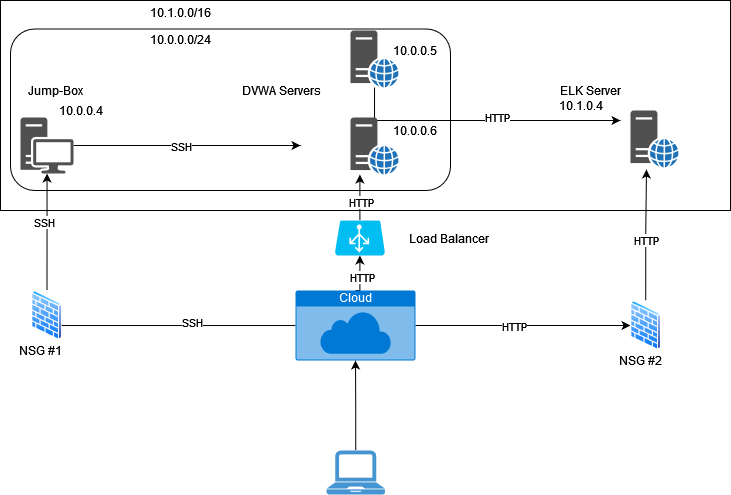 10.1.0.0/16
10.0.0.0/24
10.0.0.5
Jump-Box
DVWA Servers
ELK Server
10.0.0.4
10.1.0.4
HTTP
10.0.0.6
SSH
SSH
HTTP
HTTP
Load Balancer
HTTP
Cloud
SSH
HTTP
NSG #1
NSG #2